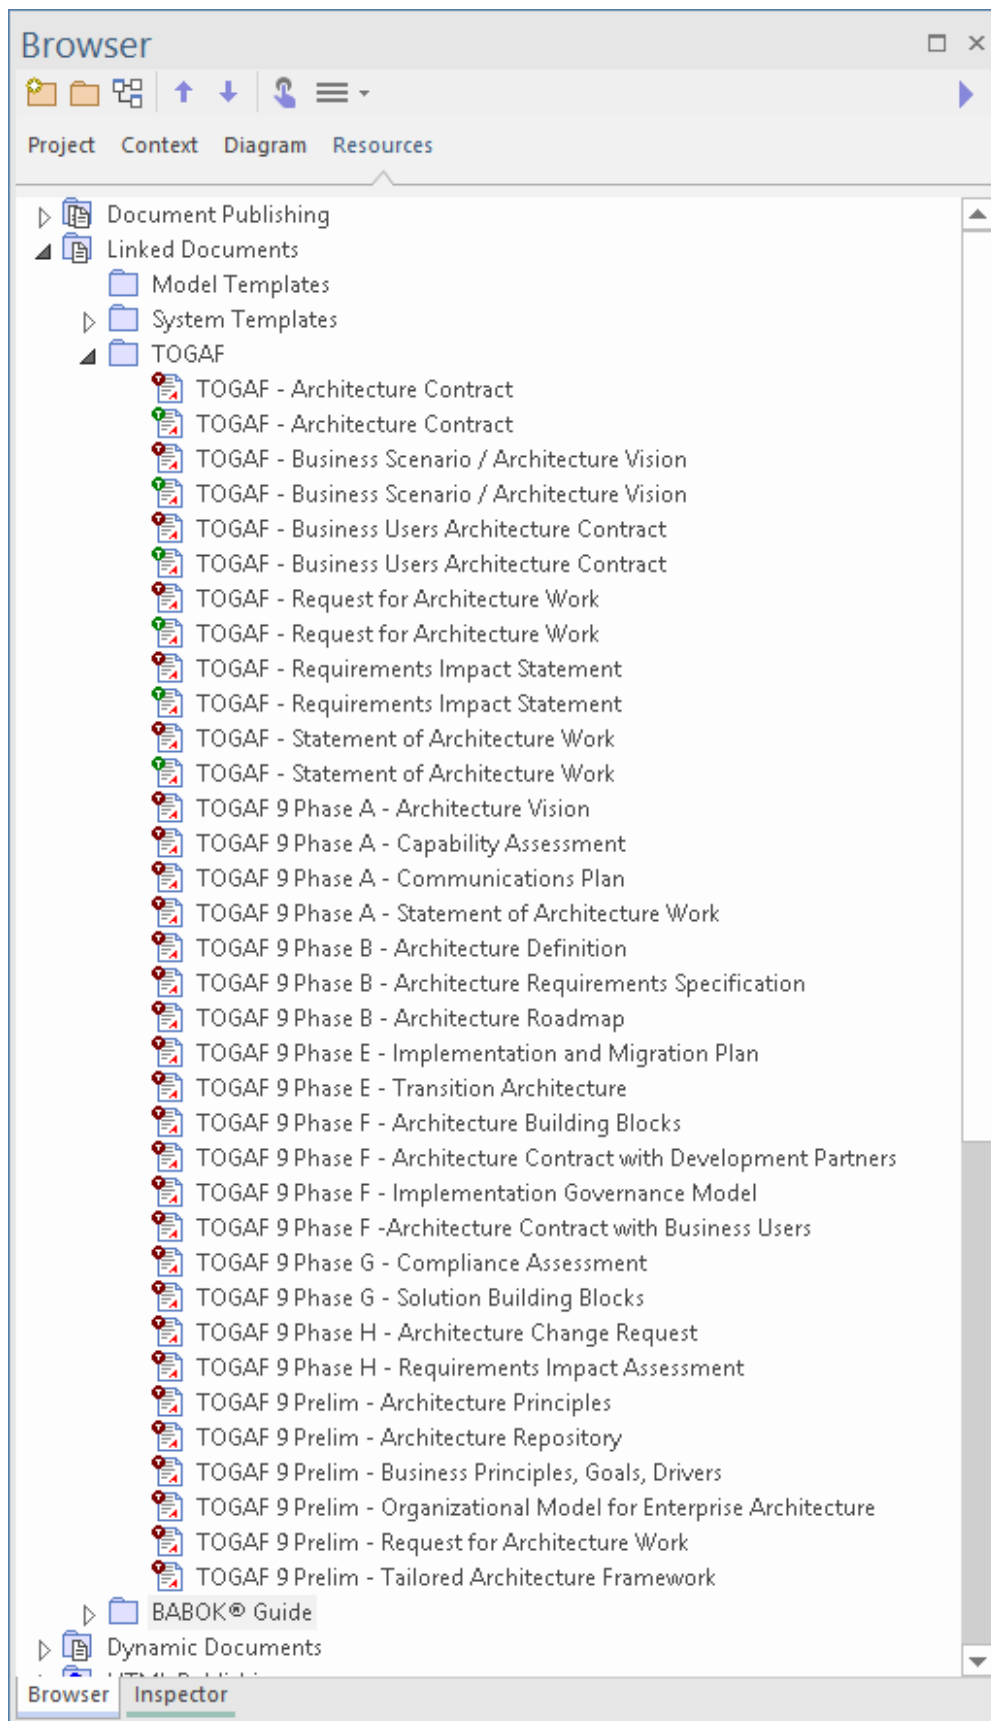 Browser
Project Context Diagram Resources
Document Publishing
Linked Documents
Model Templates
System Templates
TOGAF
TOGAF - Architecture Contract
TOGAF - Architecture Contract
TOGAF - Business Scenario / Architecture Vision
TOGAF - Business Scenario / Architecture Vision
TOGAF - Business Users Architecture Contract
TOGAF - Business Users Architecture Contract
TOGAF - Request for Architecture Work
TOGAF - Request for Architecture Work
TOGAF - Requirements Impact Statement
TOGAF - Requirements Impact Statement
TOGAF - Statement of Architecture Work
TOGAF - Statement of Architecture Work
TOGAF 9 Phase A - Architecture Vision
TOGAF 9 Phase A - Capability Assessment
TOGAF 9 Phase A - Communications Plan
TOGAF 9 Phase A - Statement of Architecture Work
TOGAF 9 Phase B - Architecture Definition
TOGAF 9 Phase B - Architecture Requirements Specification
TOGAF 9 Phase B - Architecture Roadmap
TOGAF 9 Phase E - Implementation and Migration Plan
TOGAF 9 Phase E - Transition Architecture
TOGAF 9 Phase F - Architecture Building Blocks
TOGAF 9 Phase F - Architecture Contract with Development Partners
TOGAF 9 Phase F - Implementation Governance Model
TOGAF 9 Phase F -Architecture Contract with Business Users
TOGAF 9 Phase G - Compliance Assessment
TOGAF 9 Phase G - Solution Building Blocks
TOGAF 9 Phase H - Architecture Change Request
TOGAF 9 Phase H - Requirements Impact Assessment
TOGAF 9 Prelim - Architecture Principles
TOGAF 9 Prelim - Architecture Repository
TOGAF 9 Prelim - Business Principles, Goals, Drivers
TOGAF 9 Prelim - Organizational Model for Enterprise Architecture
TOGAF 9 Prelim - Request for Architecture Work
TOGAF 9 Prelim - Tailored Architecture Framework
BABOK® Guide
Dynamic Documents
Browser Inspector